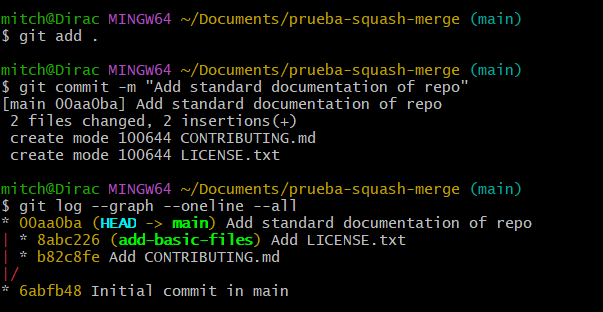 mitch@Dirac MINGW64 ~/Documents/prueba-squash-merge (main)
$ git add .
mitch@Dirac MINGW64 ~/Documents/prueba-squash-merge (main)
$ git commit -m "Add standard documentation of repo"
[main 00aa0ba] Add standard documentation of repo
 2 files changed, 2 insertions(+)
 create mode 100644 CONTRIBUTING.md
 create mode 100644 LICENSE.txt
mitch@Dirac MINGW64 ~/Documents/prueba-squash-merge (main)
$ git log --graph --oneline --all
* 00aa0ba (HEAD -> main) Add standard documentation of repo
| * 8abc226 (add-basic-files) Add LICENSE.txt
| * b82c8fe Add CONTRIBUTING.md
|/
* 6abfb48 Initial commit in main